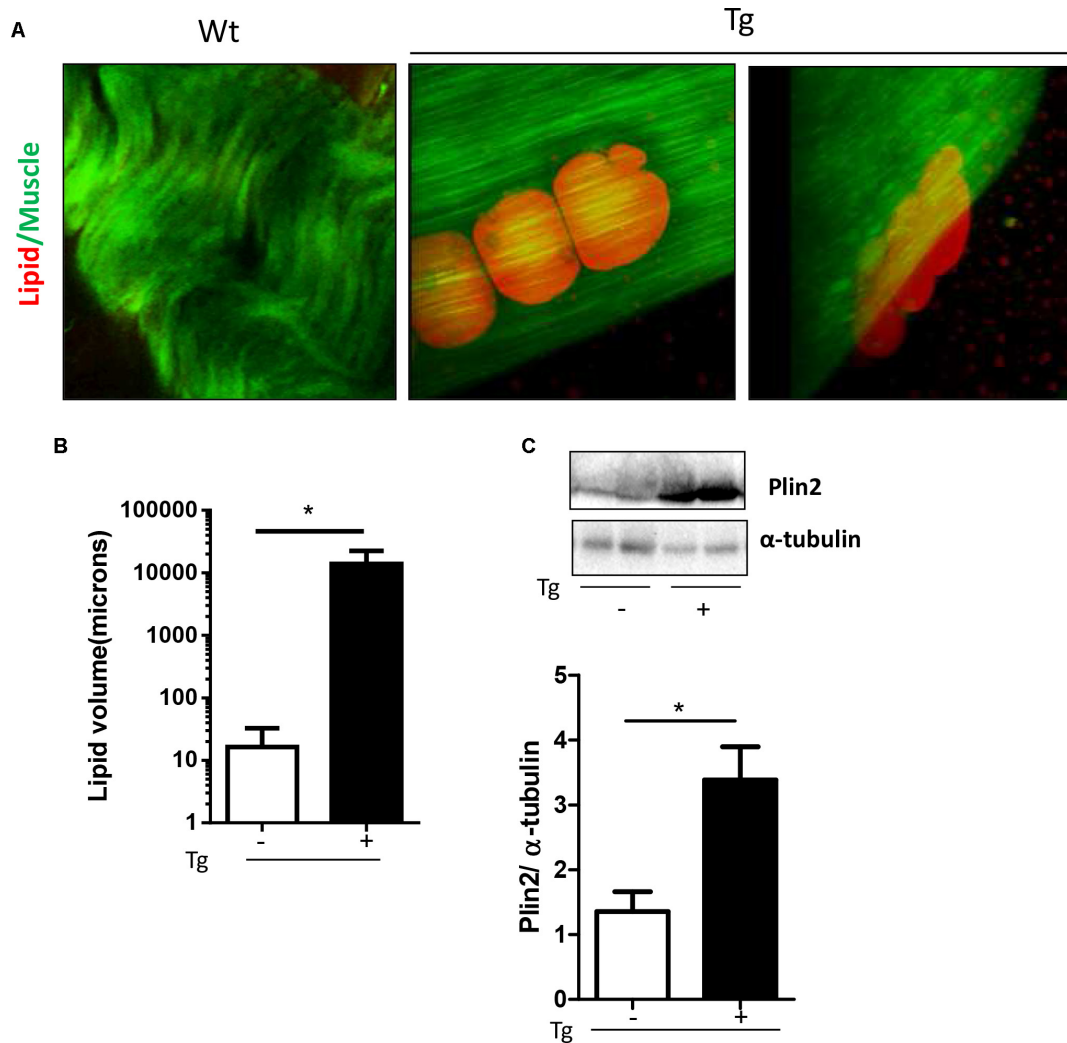 A
Wt
Tg
Lipid/Muscle
B
Lipid volume(microns)
100000
10000
1000
100
10
1
*
-
+
Tg
C
Plin2
α-tubulin
Tg
-
+
Plin2/ α-tubulin
5
4
3
2
1
0
*
-
+
Tg